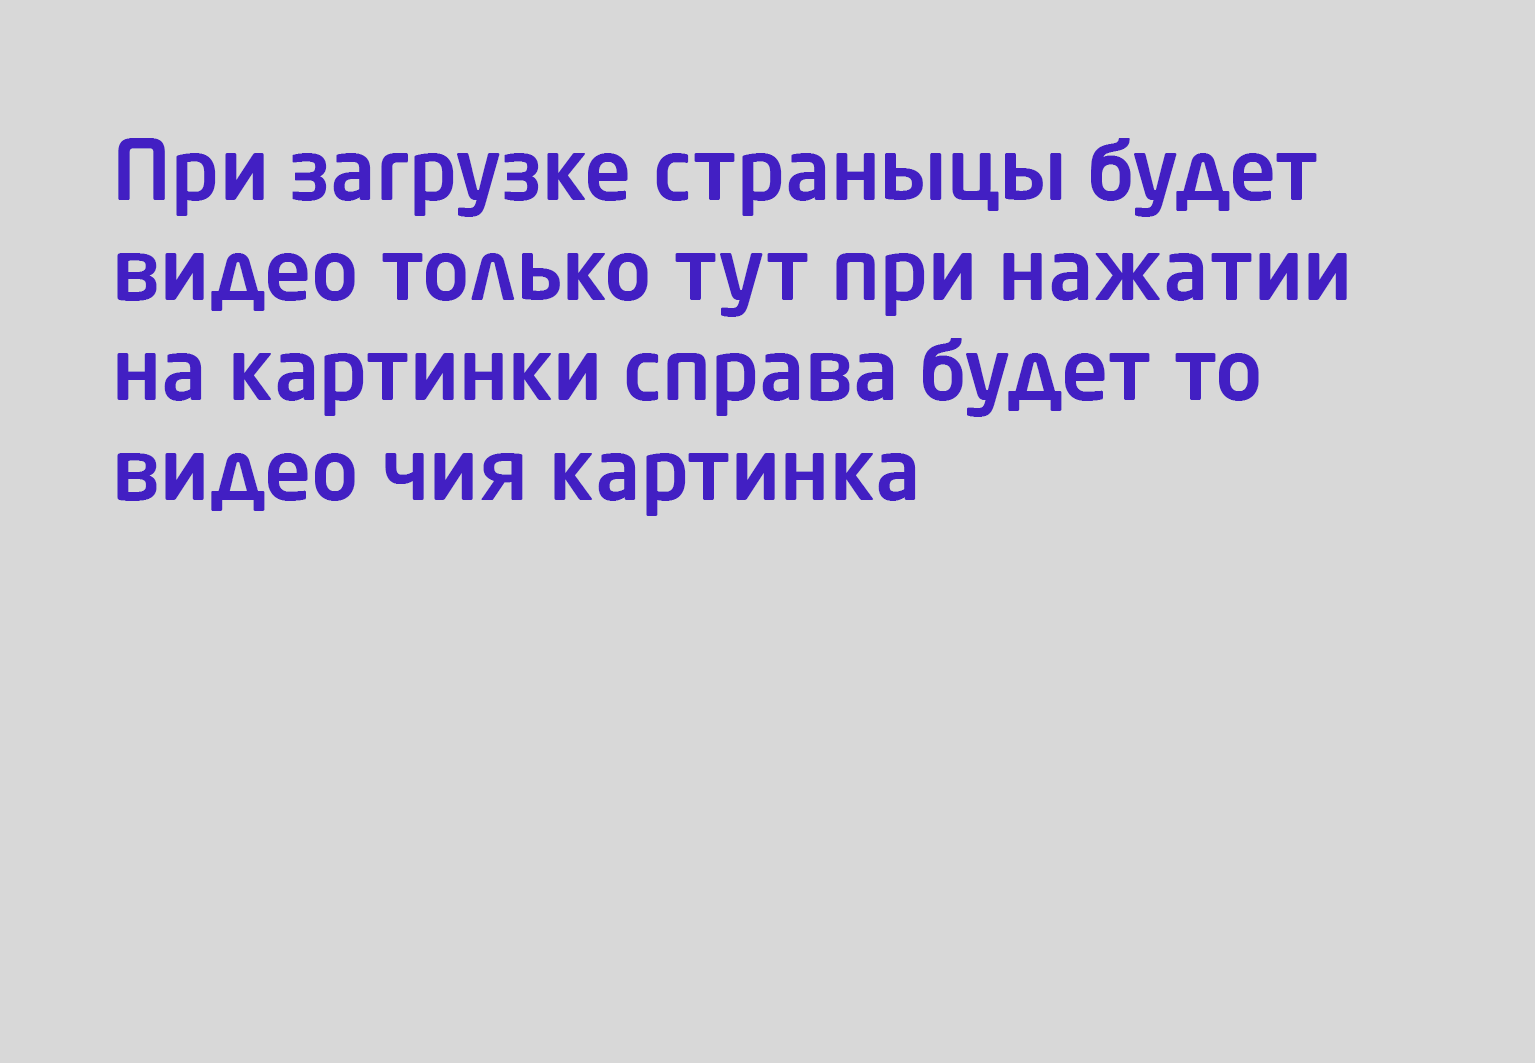 При загрузке страныцы будет
видео только тут при нажатии
на картинки справа будет то
видео чия картинка